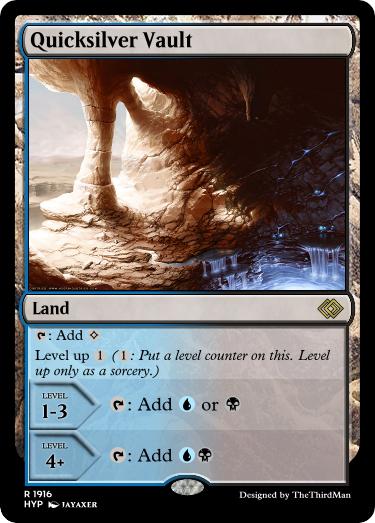 Quicksilver Vault
Land
: Add
Level up 1 (1: Put a level counter on this. Level
up only as a sorcery.)
LEVEL
1-3
: Add or
LEVEL
4+
: Add
R 1916
HYP JAYAXER
Designed by TheThirdMan